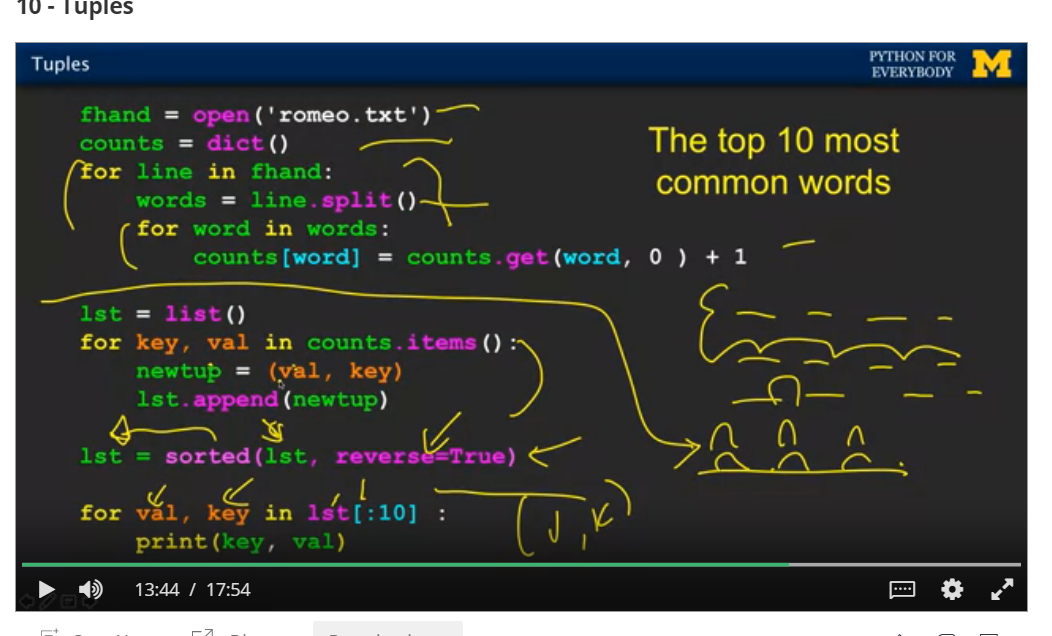 10 - Tuples
Tuples
PYTHON FOR
EVERYBODY
fhand = open('romeo.txt')
counts = dict()
for line in fhand:
    words = line.split()
    for word in words:
        counts[word] = counts.get(word, 0 ) + 1
The top 10 most
common words
lst = list()
for key, val in counts.items():
    newtup = (val, key)
    lst.append(newtup)
lst = sorted(lst, reverse=True)
for val, key in lst[:10] :
    print(key, val)
13:44 / 17:54